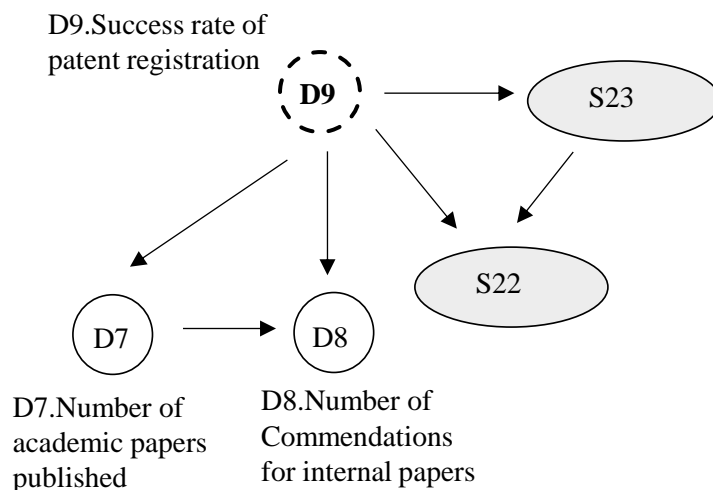 D9.Success rate of
patent registration
D9
S23
S22
D7
D8
D7.Number of
academic papers
published
D8.Number of
Commendations
for internal papers